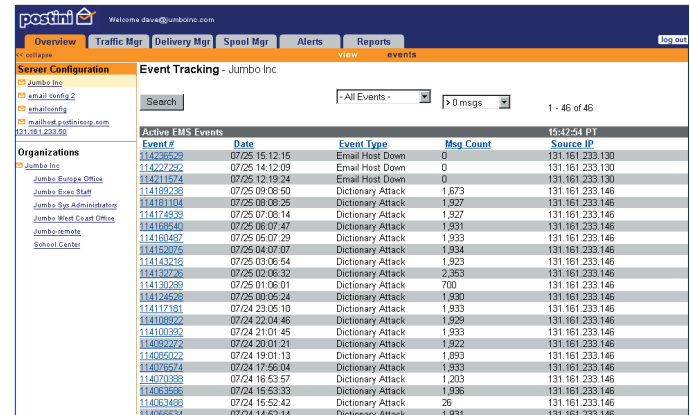 postini Welcome dave@jumboinc.com
Overview Traffic Mgr Delivery Mgr Spool Mgr Alerts Reports log out
<< collapse view events
Server Configuration
Jumbo Inc
email config 2
emailconfig
mailhost.postinicorp.com
131.161.233.50
Organizations
Jumbo Inc
Jumbo Europe Office
Jumbo Exec Staff
Jumbo Sys Administrators
Jumbo West Coast Office
Jumbo-remote
School Center
Event Tracking - Jumbo Inc
Search - All Events - > 0 msgs 1 - 46 of 46
Active EMS Events 15:42:54 PT
Event # Date Event Type Msg Count Source IP
114236529 07/25 15:12:15 Email Host Down 0 131.161.233.130
114227292 07/25 14:12:09 Email Host Down 0 131.161.233.130
114211574 07/25 12:19:24 Email Host Down 0 131.161.233.130
114189238 07/25 09:08:50 Dictionary Attack 1,673 131.161.233.146
114181104 07/25 08:08:25 Dictionary Attack 1,927 131.161.233.146
114174939 07/25 07:08:14 Dictionary Attack 1,927 131.161.233.146
114168540 07/25 06:07:47 Dictionary Attack 1,931 131.161.233.146
114160487 07/25 05:07:29 Dictionary Attack 1,933 131.161.233.146
114152075 07/25 04:07:07 Dictionary Attack 1,934 131.161.233.146
114143216 07/25 03:06:54 Dictionary Attack 1,923 131.161.233.146
114132726 07/25 02:06:32 Dictionary Attack 2,353 131.161.233.146
114130289 07/25 01:06:01 Dictionary Attack 700 131.161.233.146
114124528 07/25 00:05:24 Dictionary Attack 1,930 131.161.233.146
114117181 07/24 23:05:10 Dictionary Attack 1,933 131.161.233.146
114108922 07/24 22:04:46 Dictionary Attack 1,929 131.161.233.146
114100392 07/24 21:01:45 Dictionary Attack 1,933 131.161.233.146
114092272 07/24 20:01:21 Dictionary Attack 1,922 131.161.233.146
114085022 07/24 19:01:13 Dictionary Attack 1,893 131.161.233.146
114076574 07/24 17:56:04 Dictionary Attack 1,933 131.161.233.146
114070388 07/24 16:53:57 Dictionary Attack 1,203 131.161.233.146
114063586 07/24 15:53:33 Dictionary Attack 1,936 131.161.233.146
114063488 07/24 15:52:42 Dictionary Attack 26 131.161.233.146
07/24 14:52:14 Dictionary Attack 1,931 131.161.233.146